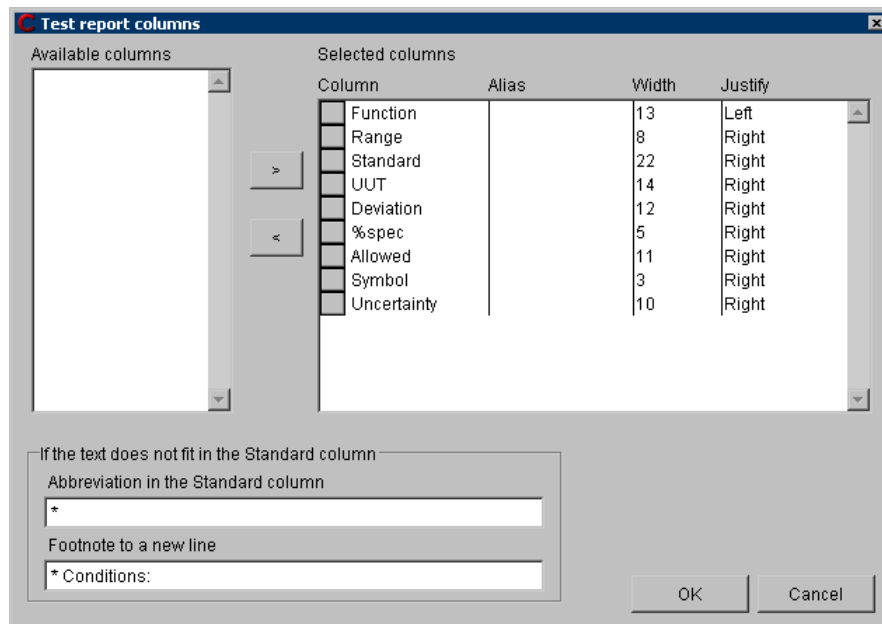 Test report columns
Available columns
Selected columns
Column Alias Width Justify
Function 13 Left
Range 8 Right
Standard 22 Right
UUT 14 Right
Deviation 12 Right
%spec 5 Right
Allowed 11 Right
Symbol 3 Right
Uncertainty 10 Right
>
<
If the text does not fit in the Standard column
Abbreviation in the Standard column
*
Footnote to a new line
* Conditions:
OK Cancel